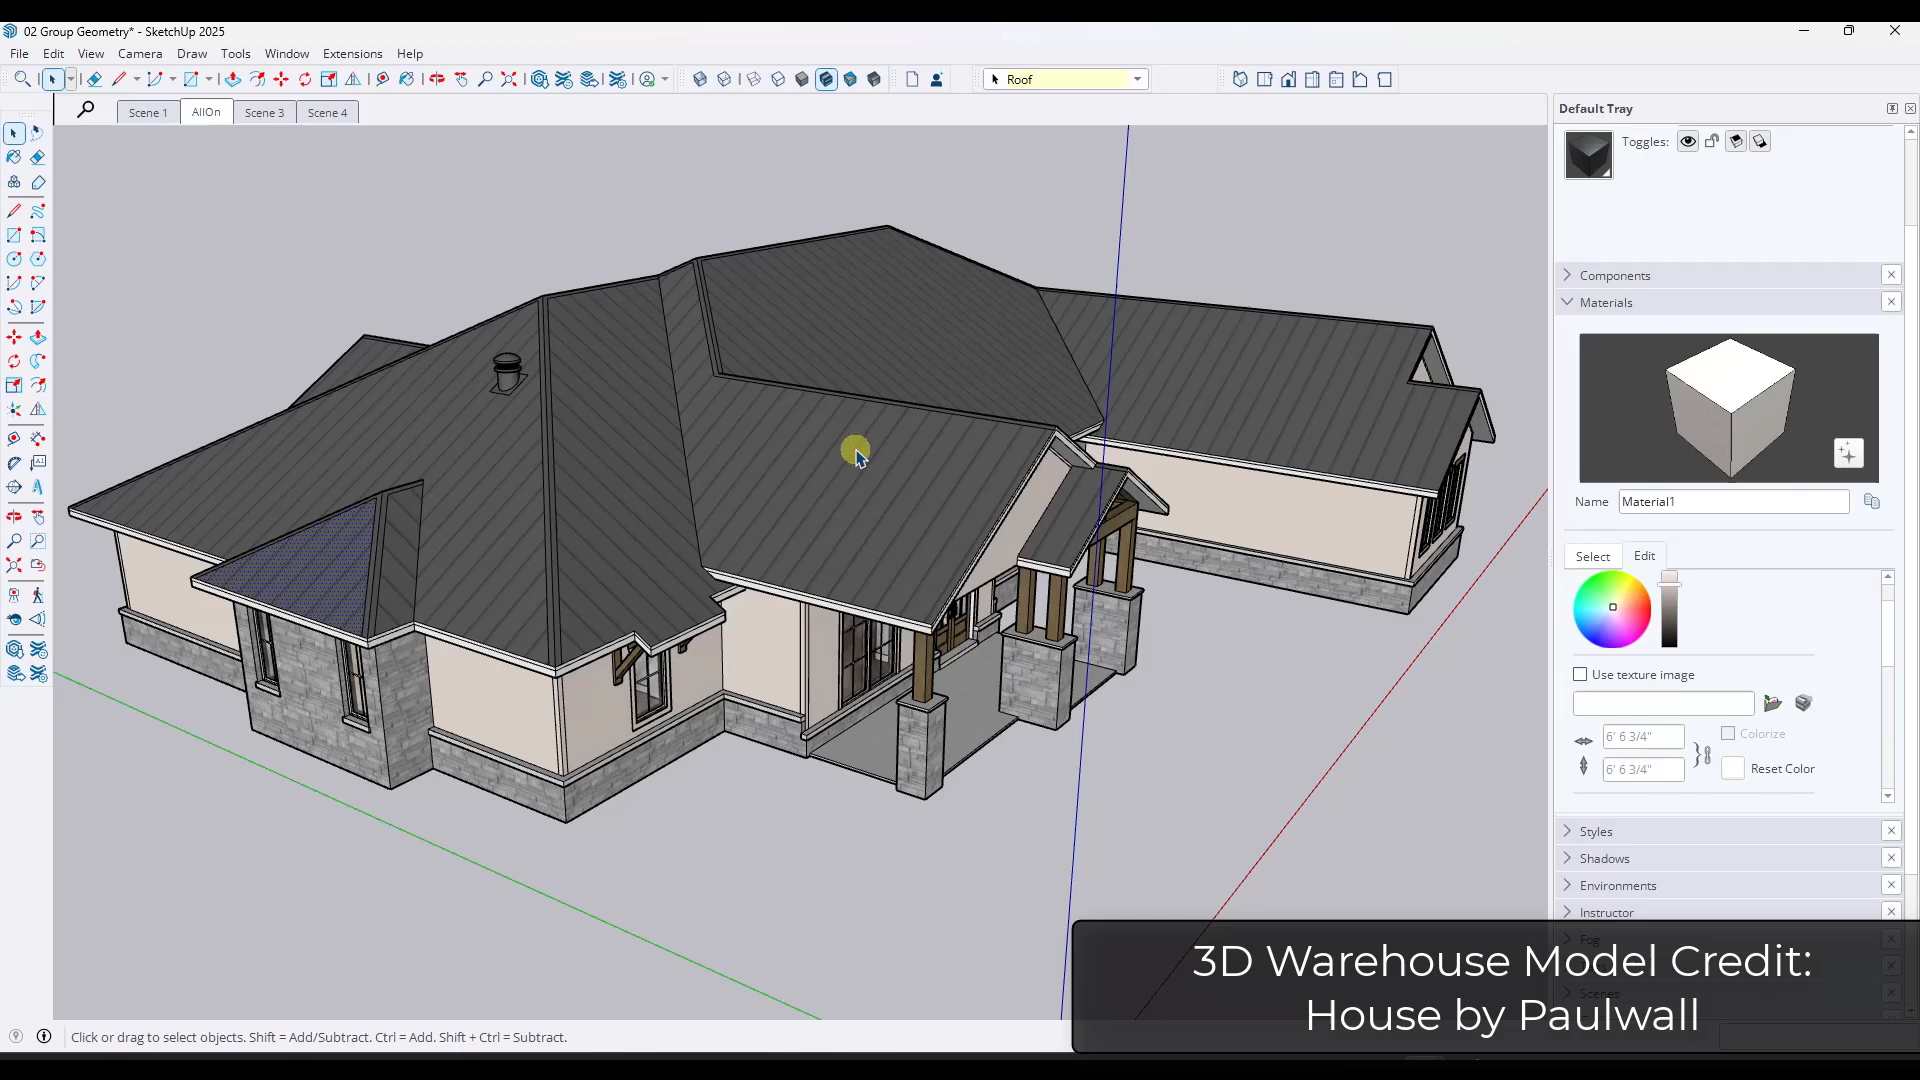 02 Group Geometry* - SketchUp 2025
File Edit View Camera Draw Tools Window Extensions Help
Roof
Scene 1 AllOn Scene 3 Scene 4
Default Tray
Toggles:
Components
Materials
Name Material1
Select Edit
Use texture image
6' 6 3/4" Colorize
6' 6 3/4" Reset Color
Styles
Shadows
Environments
Instructor
Fog
Scenes
3D Warehouse Model Credit:
House by Paulwall
Click or drag to select objects. Shift = Add/Subtract. Ctrl = Add. Shift + Ctrl = Subtract.